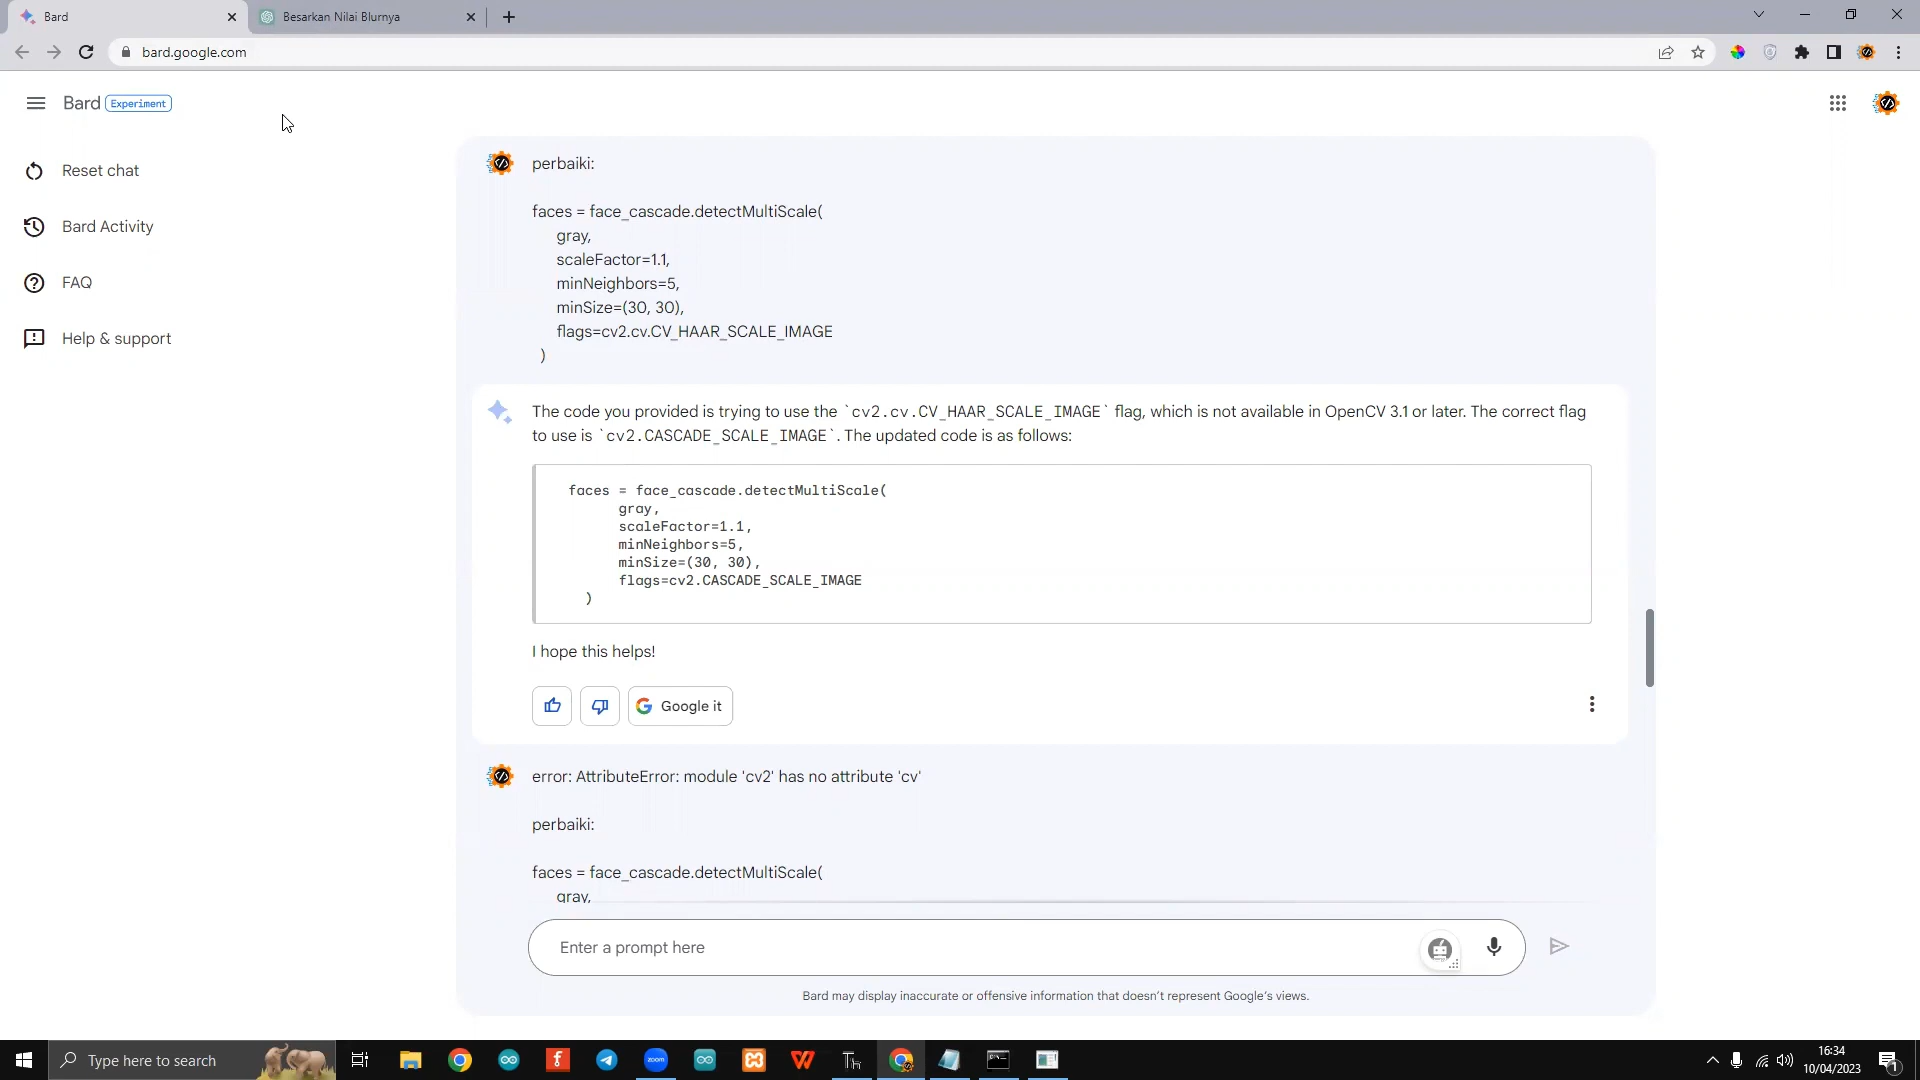 Bard
Besarkan Nilai Blurnya
bard.google.com
Bard Experiment
Reset chat
Bard Activity
FAQ
Help & support
perbaiki:
faces = face_cascade.detectMultiScale(
gray,
scaleFactor=1.1,
minNeighbors=5,
minSize=(30, 30),
flags=cv2.cv.CV_HAAR_SCALE_IMAGE
)
The code you provided is trying to use the `cv2.cv.CV_HAAR_SCALE_IMAGE` flag, which is not available in OpenCV 3.1 or later. The correct flag
to use is `cv2.CASCADE_SCALE_IMAGE`. The updated code is as follows:
faces = face_cascade.detectMultiScale(
gray,
scaleFactor=1.1,
minNeighbors=5,
minSize=(30, 30),
flags=cv2.CASCADE_SCALE_IMAGE
)
I hope this helps!
Google it
error: AttributeError: module 'cv2' has no attribute 'cv'
perbaiki:
faces = face_cascade.detectMultiScale(
gray,
Enter a prompt here
Bard may display inaccurate or offensive information that doesn't represent Google's views.
Type here to search
zoom
16:34
10/04/2023
1